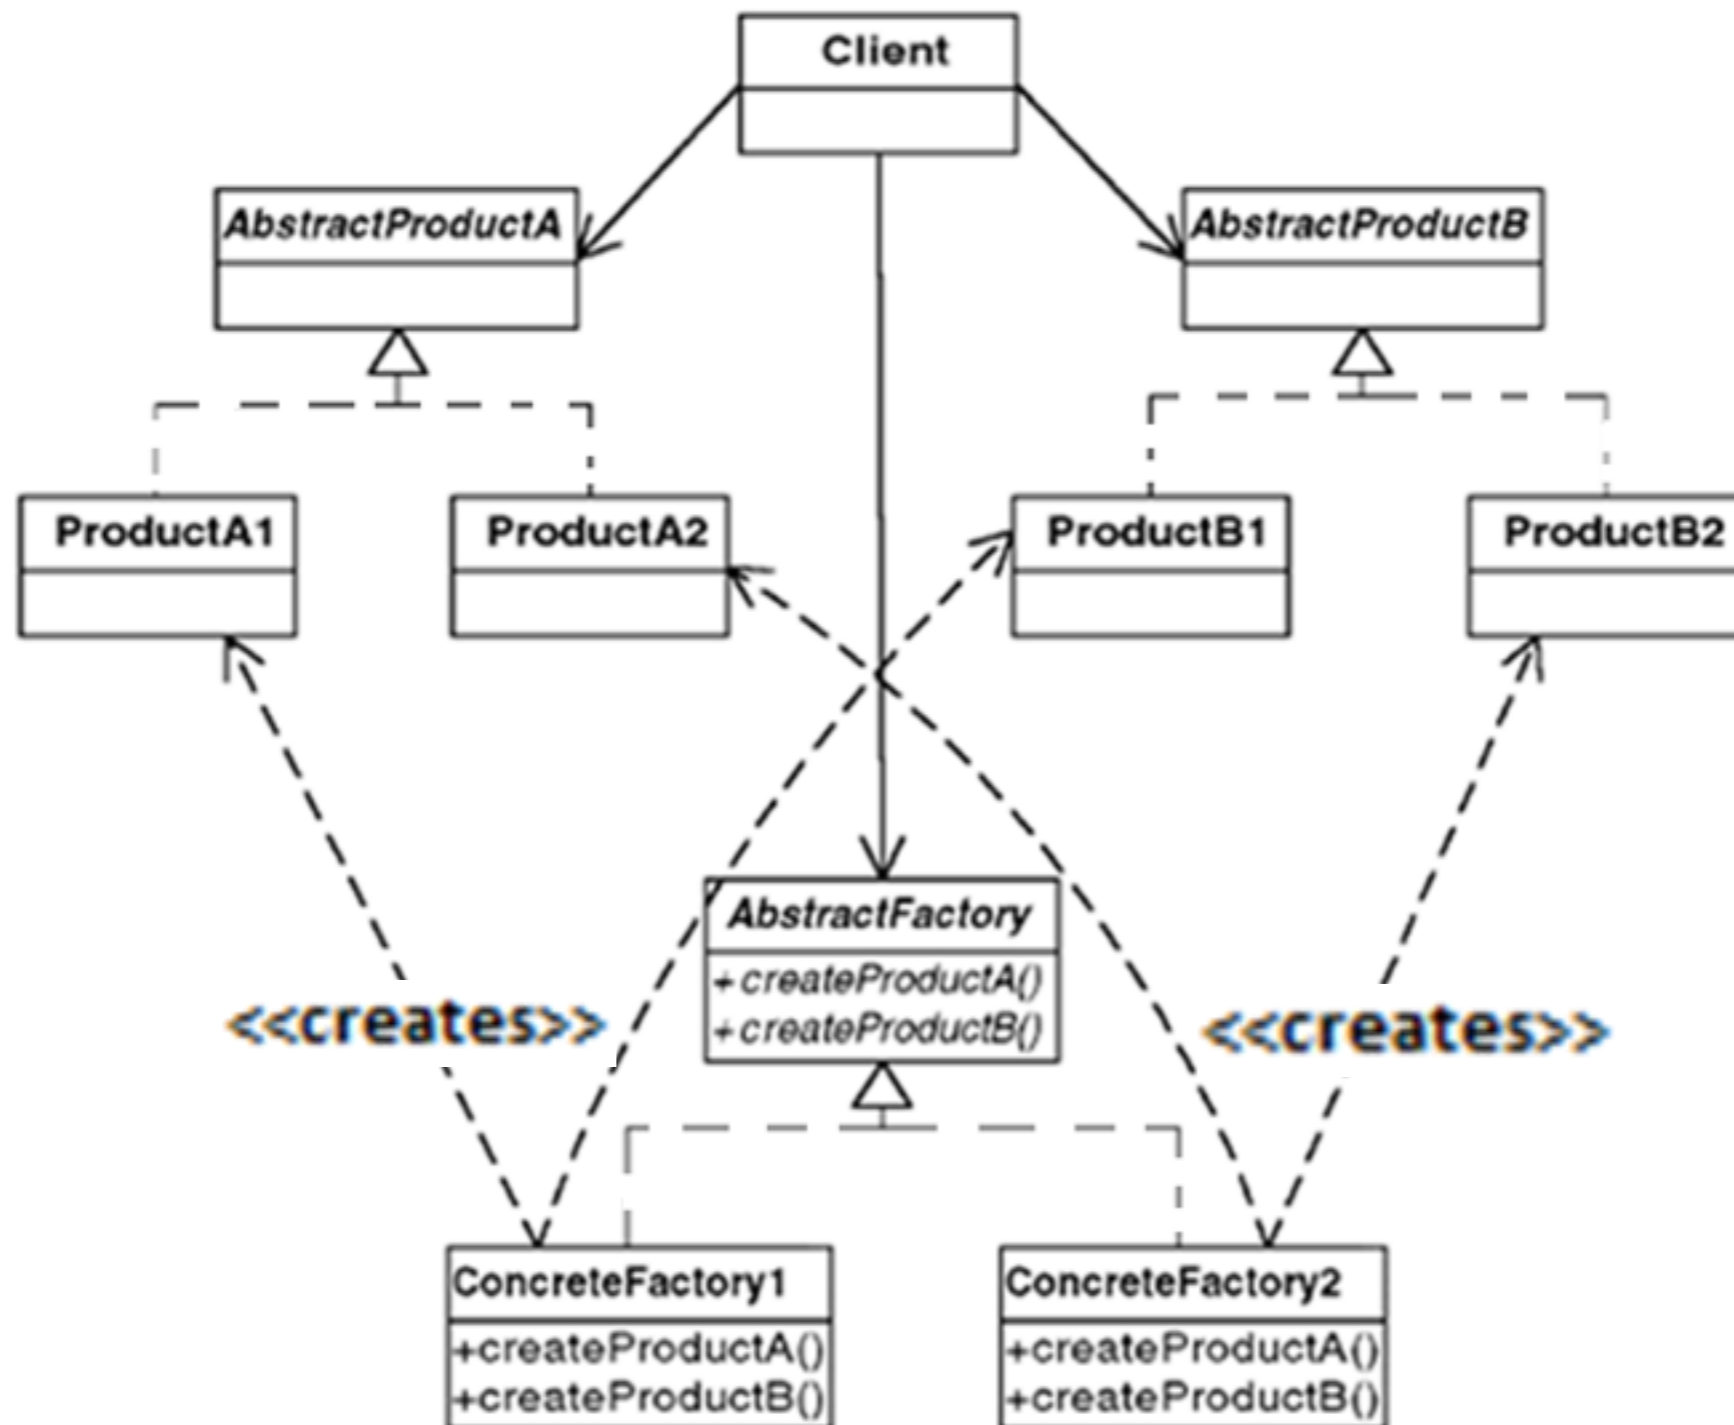 Client
AbstractProductA
AbstractProductB
ProductA1
ProductA2
ProductB1
ProductB2
AbstractFactory
+createProductA()
+createProductB()
<<creates>>
<<creates>>
ConcreteFactory1
+createProductA()
+createProductB()
ConcreteFactory2
+createProductA()
+createProductB()